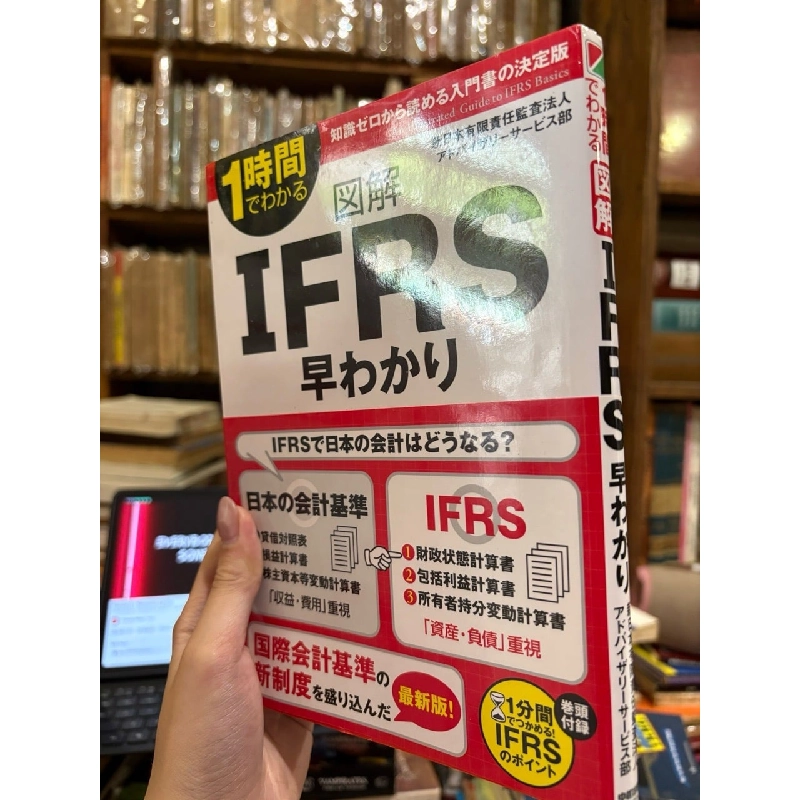 知識ゼロから読める入門書の決定版
Guide to IFRS Basics
新日本有限責任監査法人
アドバイザリーサービス部
1時間
でわかる
図解
IFRS
早わかり
IFRSで日本の会計はどうなる?
日本の会計基準
貸借対照表
損益計算書
株主資本等変動計算書
「収益・費用」重視
IFRS
1 財政状態計算書
2 包括利益計算書
3 所有者持分変動計算書
「資産・負債」重視
国際会計基準の
新制度を盛り込んだ
最新版!
巻頭
付録
1分間
でつかめる!
IFRS
のポイント
1時間
でわかる
図解
IFRS
早わかり
アドバイザリーサービス部